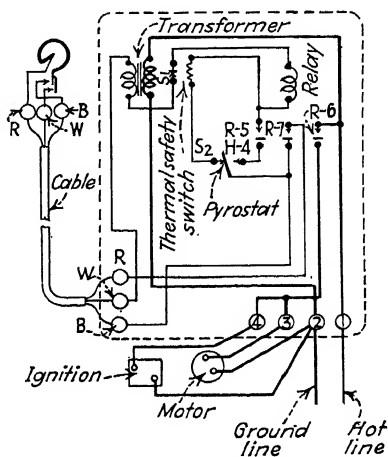 Transformer
S1
Relay
R
W
B
R-5
H-4
R-7
R-6
S2
Thermal safety
switch
Pyrostat
Cable
R
W
B
4
3
2
Ignition
Motor
Ground
line
Hot
line